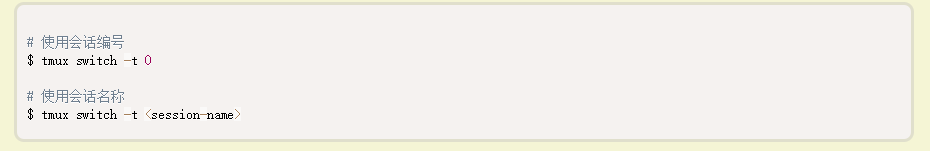 # 使用会话编号
$ tmux switch -t 0
# 使用会话名称
$ tmux switch -t <session-name>